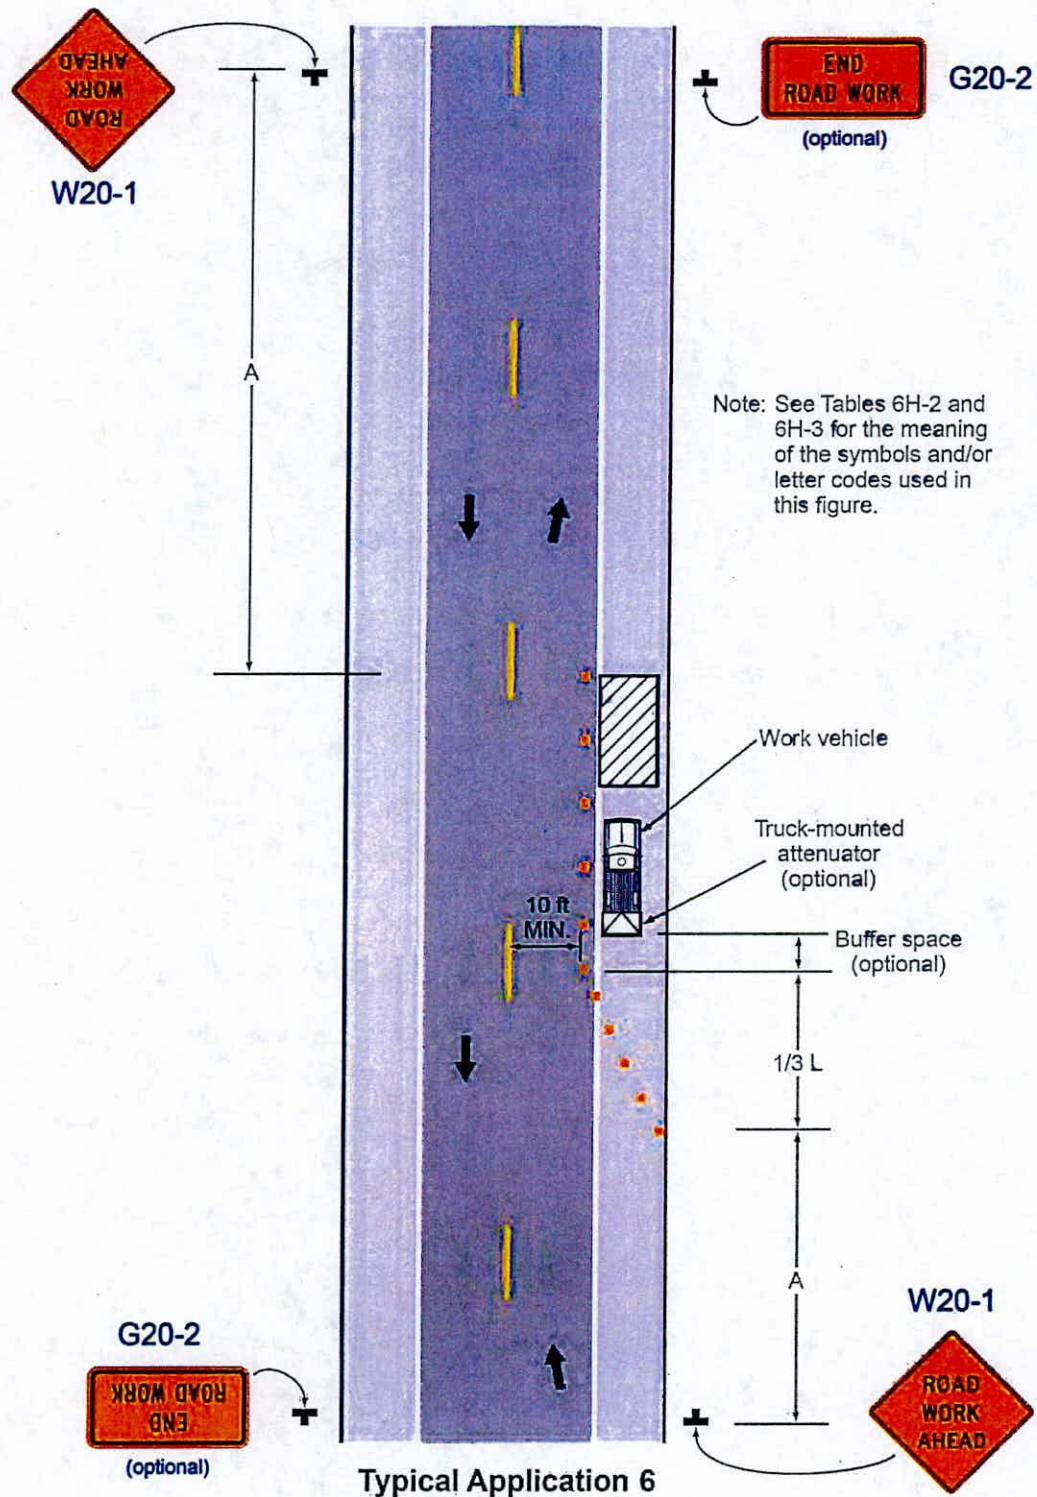 ROAD
WORK
AHEAD
W20-1
END
ROAD WORK
(optional)
G20-2
A
Note: See Tables 6H-2 and
6H-3 for the meaning
of the symbols and/or
letter codes used in
this figure.
Work vehicle
Truck-mounted
attenuator
(optional)
10 ft
MIN.
Buffer space
(optional)
1/3 L
A
G20-2
END
ROAD WORK
(optional)
W20-1
ROAD
WORK
AHEAD
Typical Application 6